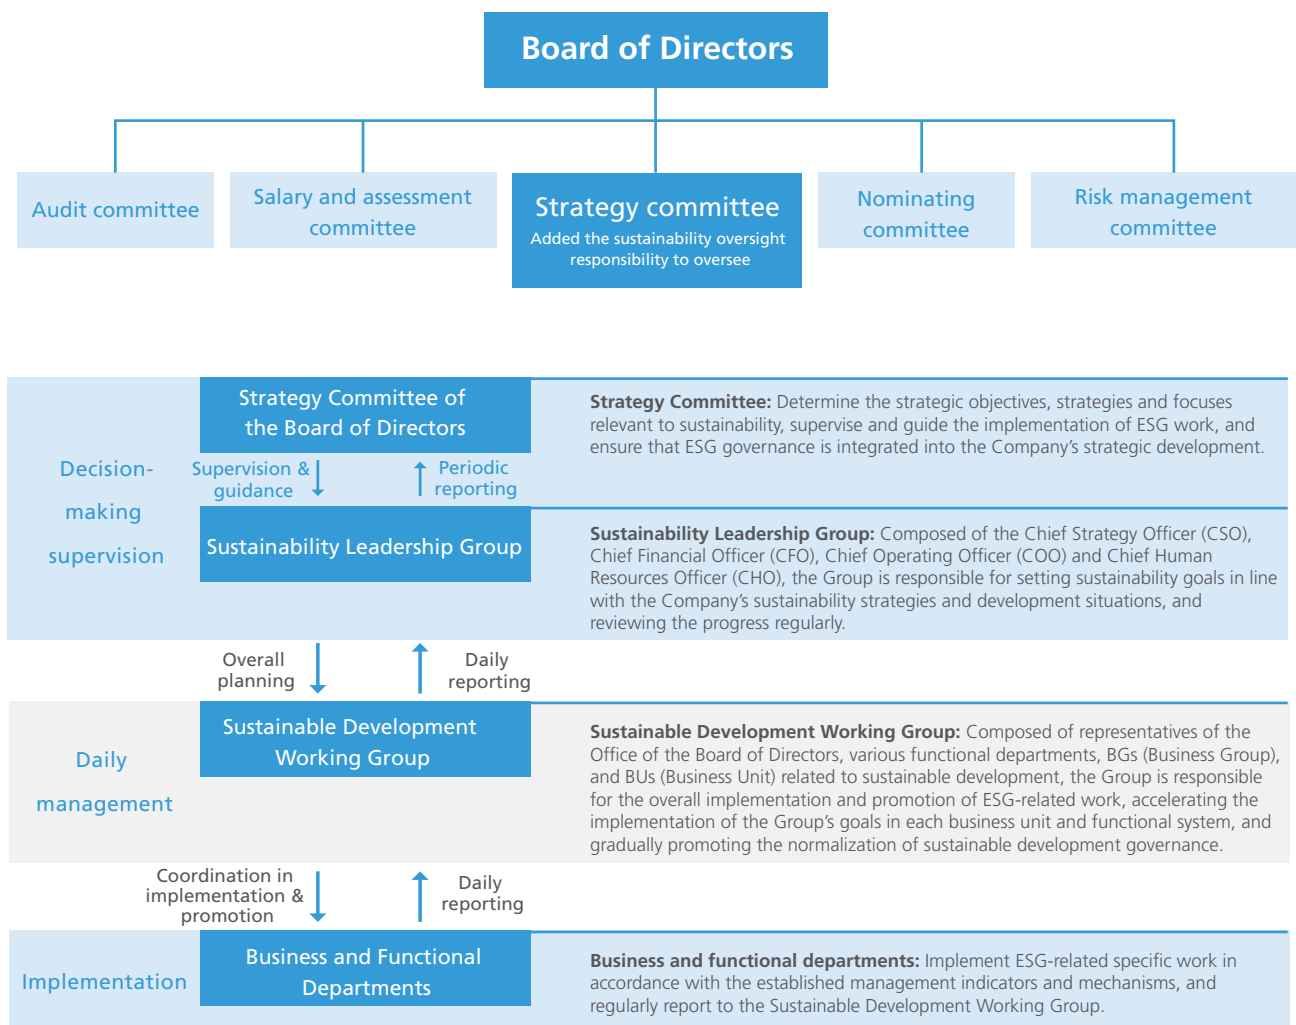 Board of Directors
Audit committee
Salary and assessment
committee
Strategy committee
Added the sustainability oversight
responsibility to oversee
Nominating
committee
Risk management
committee
Decision-
making
supervision
Strategy Committee of
the Board of Directors
Supervision &
guidance
Periodic
reporting
Sustainability Leadership Group
Strategy Committee: Determine the strategic objectives, strategies and focuses
relevant to sustainability, supervise and guide the implementation of ESG work, and
ensure that ESG governance is integrated into the Company’s strategic development.
Sustainability Leadership Group: Composed of the Chief Strategy Officer (CSO),
Chief Financial Officer (CFO), Chief Operating Officer (COO) and Chief Human
Resources Officer (CHO), the Group is responsible for setting sustainability goals in line
with the Company’s sustainability strategies and development situations, and
reviewing the progress regularly.
Overall
planning
Daily
reporting
Daily
management
Sustainable Development
Working Group
Sustainable Development Working Group: Composed of representatives of the
Office of the Board of Directors, various functional departments, BGs (Business Group),
and BUs (Business Unit) related to sustainable development, the Group is responsible
for the overall implementation and promotion of ESG-related work, accelerating the
implementation of the Group’s goals in each business unit and functional system, and
gradually promoting the normalization of sustainable development governance.
Coordination in
implementation &
promotion
Daily
reporting
Implementation
Business and Functional
Departments
Business and functional departments: Implement ESG-related specific work in
accordance with the established management indicators and mechanisms, and
regularly report to the Sustainable Development Working Group.